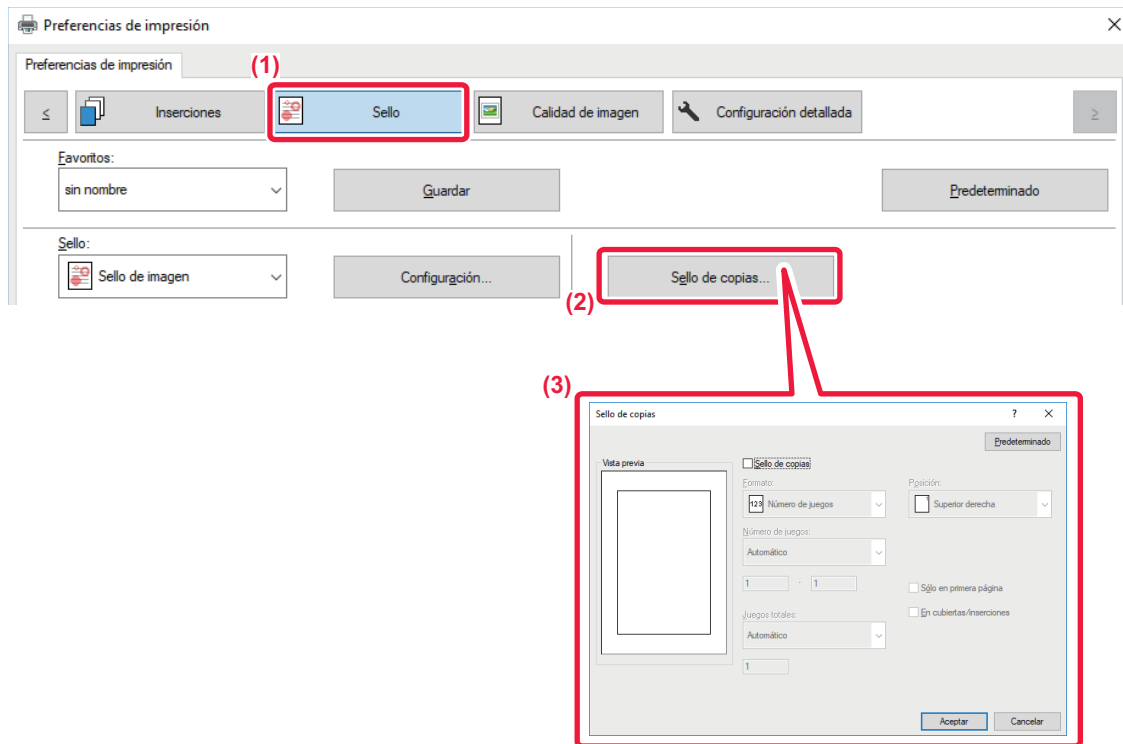 Preferencias de impresión
Preferencias de impresión
(1)
≤ Inserciones Sello Calidad de imagen Configuración detallada ≥
Favoritos:
sin nombre Guardar Predeterminado
Sello:
Sello de imagen Configuración... Sello de copias...
(2)
(3)
Sello de copias ?
Predeterminado
Vista previa Sello de copias
Formato: Posición:
123 Número de juegos 1 Superior derecha
Número de juegos:
Automático
1 - 1 Sólo en primera página
Juegos totales: En cubiertas/inserciones
Automático
1
Aceptar Cancelar